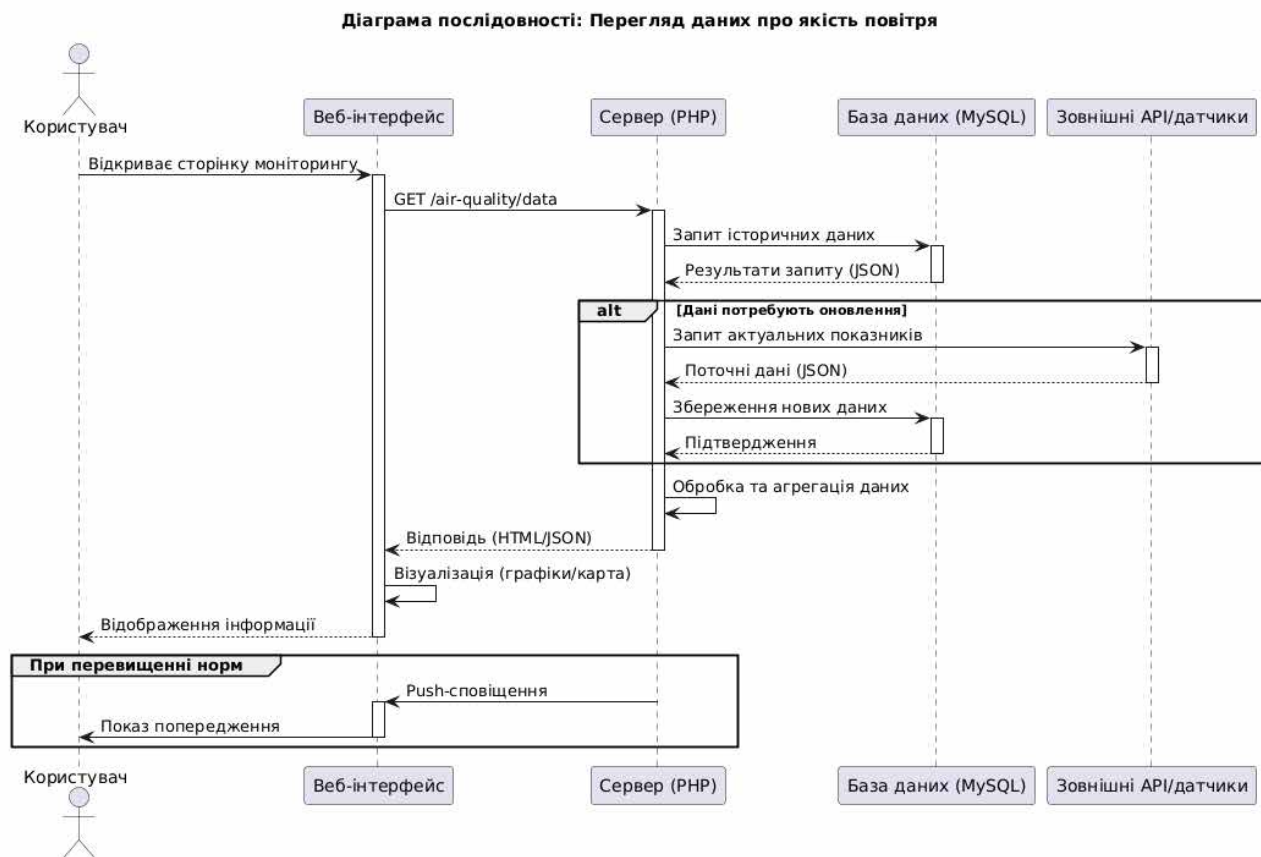 Діаграма послідовності: Перегляд даних про якість повітря
Користувач
Веб-інтерфейс
Сервер (PHP)
База даних (MySQL)
Зовнішні API/датчики
Відкриває сторінку моніторингу
GET /air-quality/data
Запит історичних даних
Результати запиту (JSON)
alt
[Дані потребують оновлення]
Запит актуальних показників
Поточні дані (JSON)
Збереження нових даних
Підтвердження
Обробка та агрегація даних
Відповідь (HTML/JSON)
Візуалізація (графіки/карта)
Відображення інформації
При перевищенні норм
Push-сповіщення
Показ попередження
Користувач
Веб-інтерфейс
Сервер (PHP)
База даних (MySQL)
Зовнішні API/датчики